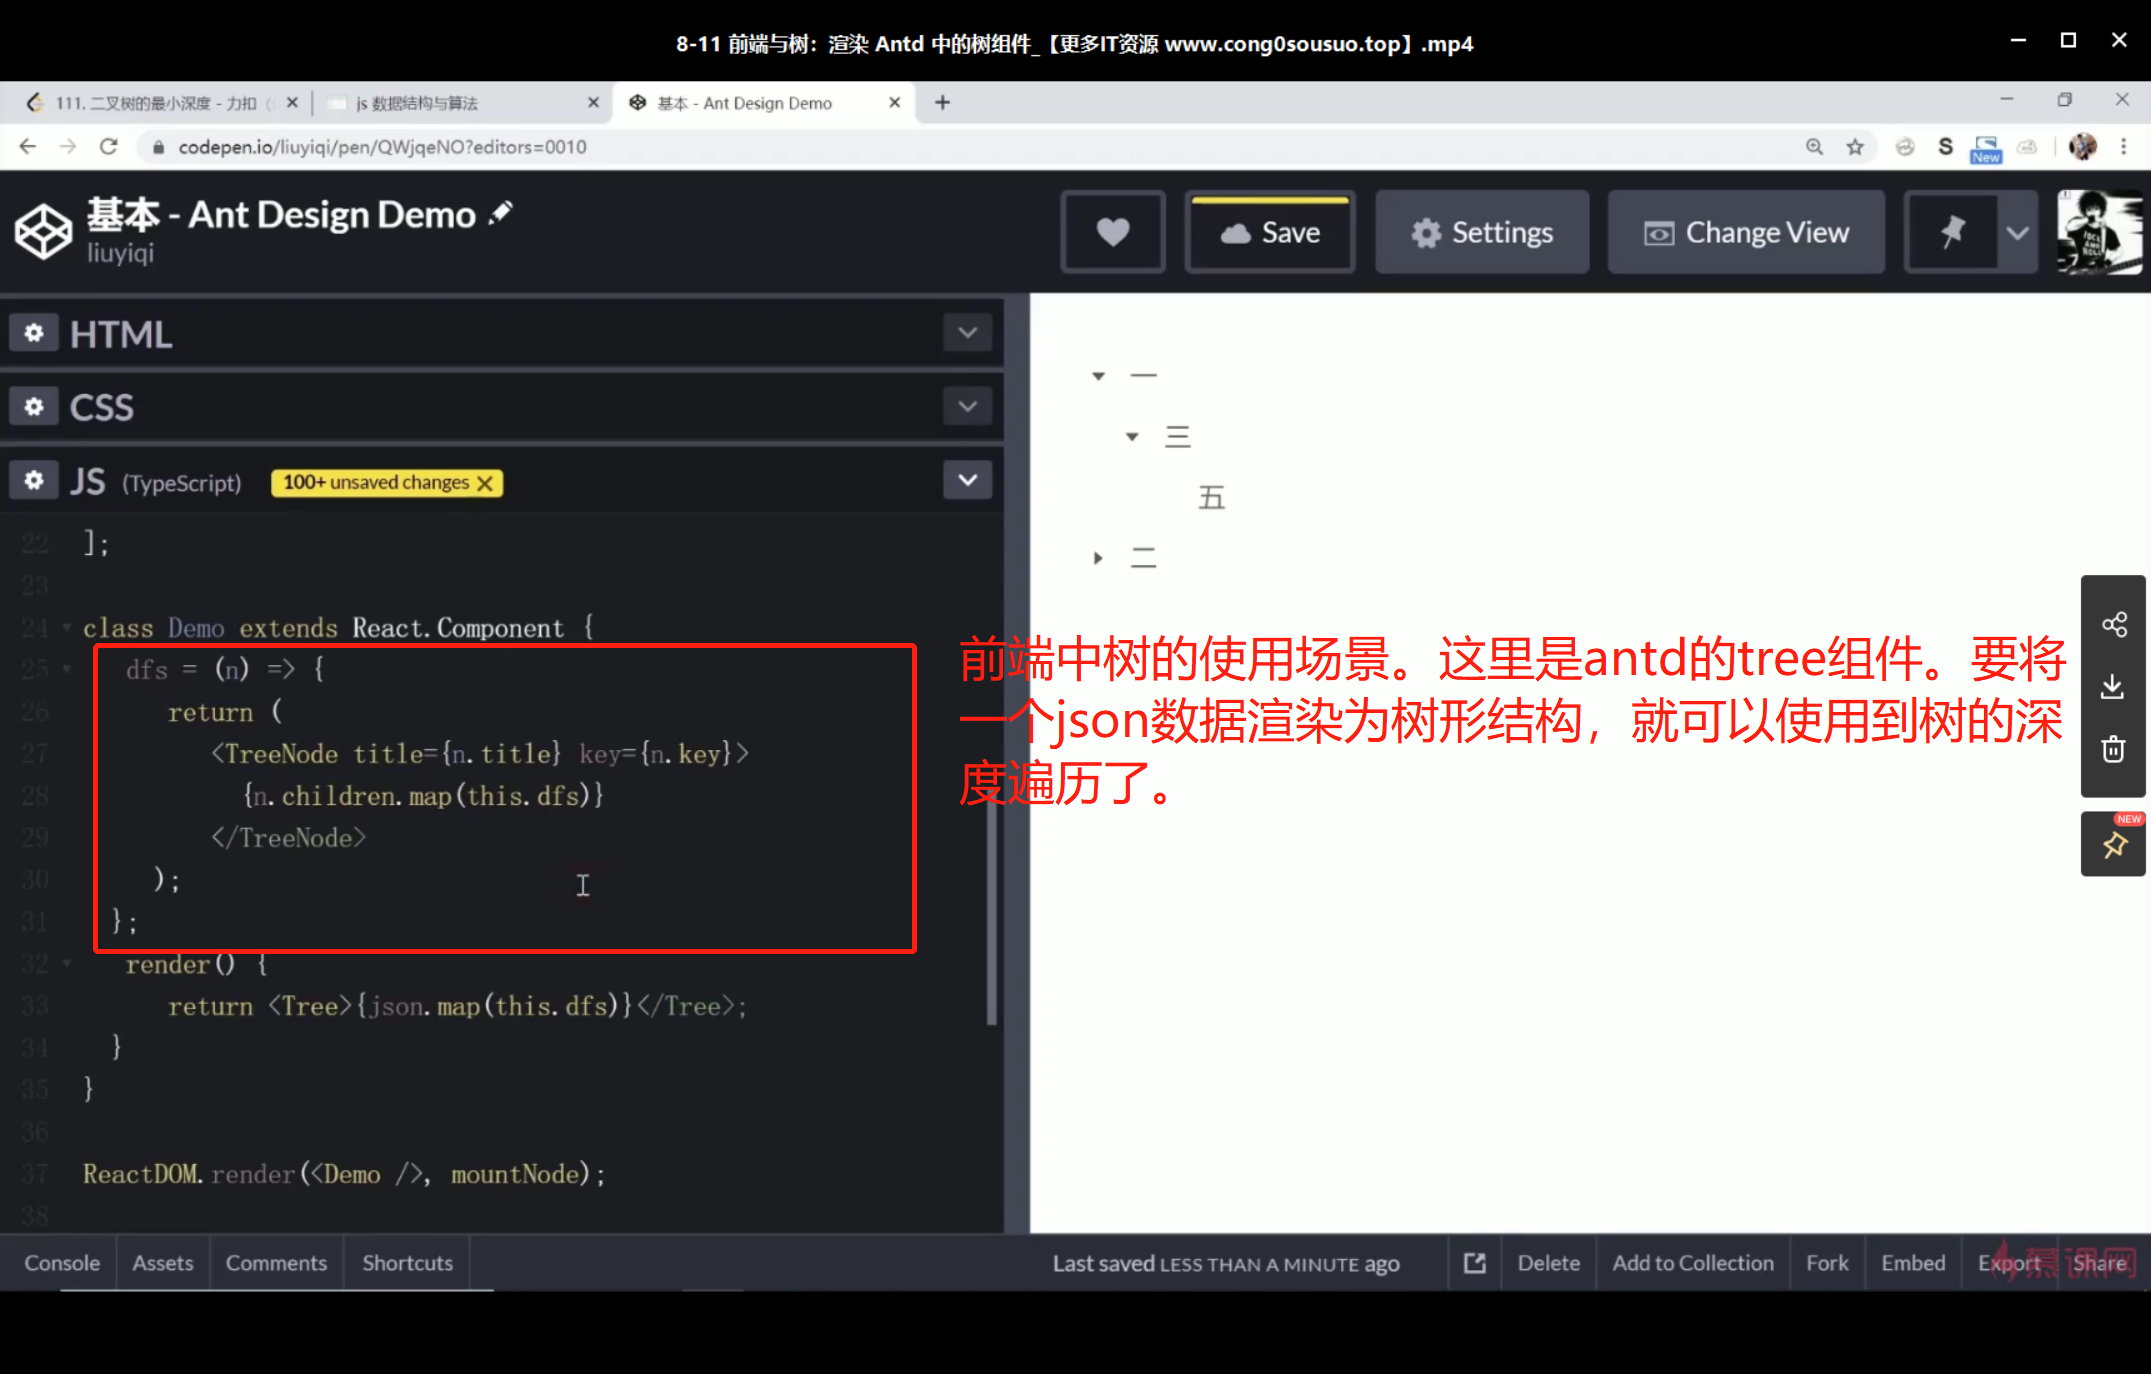 8-11 前端与树：渲染 Antd 中的树组件_【更多IT资源 www.cong0sousuo.top】.mp4
111. 二叉树的最小深度 - 力扣（
js 数据结构与算法
基本 - Ant Design Demo
codepen.io/liuyiqi/pen/QWjqeNO?editors=0010
S
New
基本 - Ant Design Demo
liuyiqi
Save
Settings
Change View
HTML
CSS
JS (TypeScript) 100+ unsaved changes
一
三
五
二
22 ];
23
24 class Demo extends React.Component {
25 dfs = (n) => {
26 return (
27 <TreeNode title={n.title} key={n.key}>
28 {n.children.map(this.dfs)}
29 </TreeNode>
30 );
31 };
32 render() {
33 return <Tree>{json.map(this.dfs)}</Tree>;
34 }
35 }
36
37 ReactDOM.render(<Demo />, mountNode);
38
前端中树的使用场景。这里是antd的tree组件。要将
一个json数据渲染为树形结构，就可以使用到树的深
度遍历了。
NEW
Console Assets Comments Shortcuts
Last saved LESS THAN A MINUTE ago
Delete Add to Collection Fork Embed Export Share
慕课网